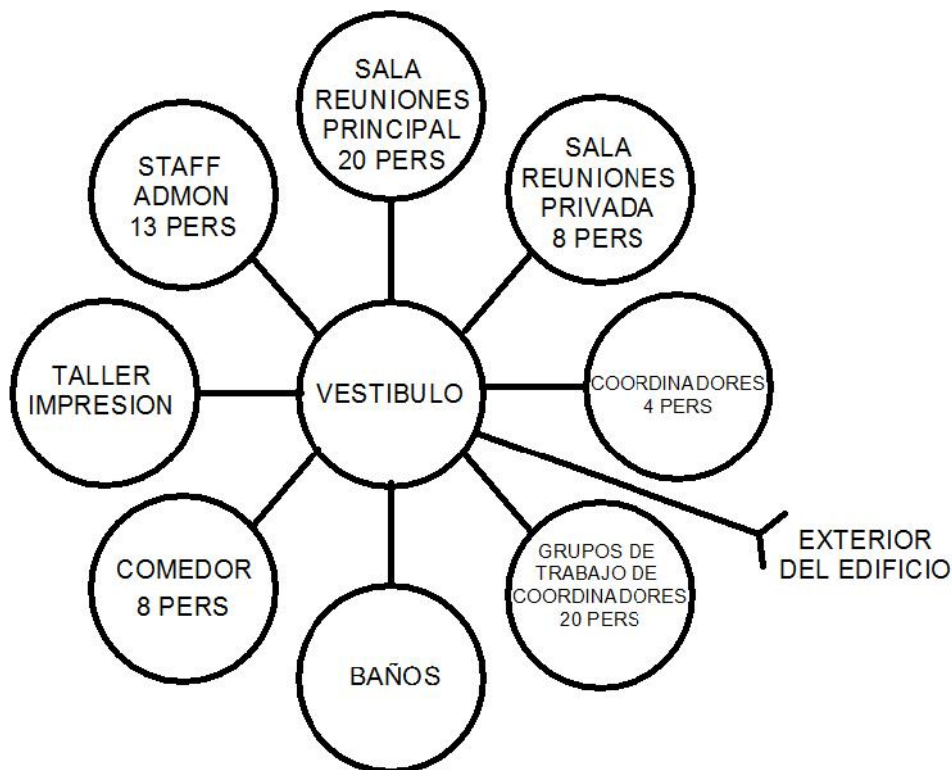 SALA
REUNIONES
PRINCIPAL
20 PERS
SALA
REUNIONES
PRIVADA
8 PERS
STAFF
ADMON
13 PERS
TALLER
IMPRESION
VESTIBULO
COORDINADORES
4 PERS
COMEDOR
8 PERS
BAÑOS
GRUPOS DE
TRABAJO DE
COORDINADORES
20 PERS
EXTERIOR
DEL EDIFICIO